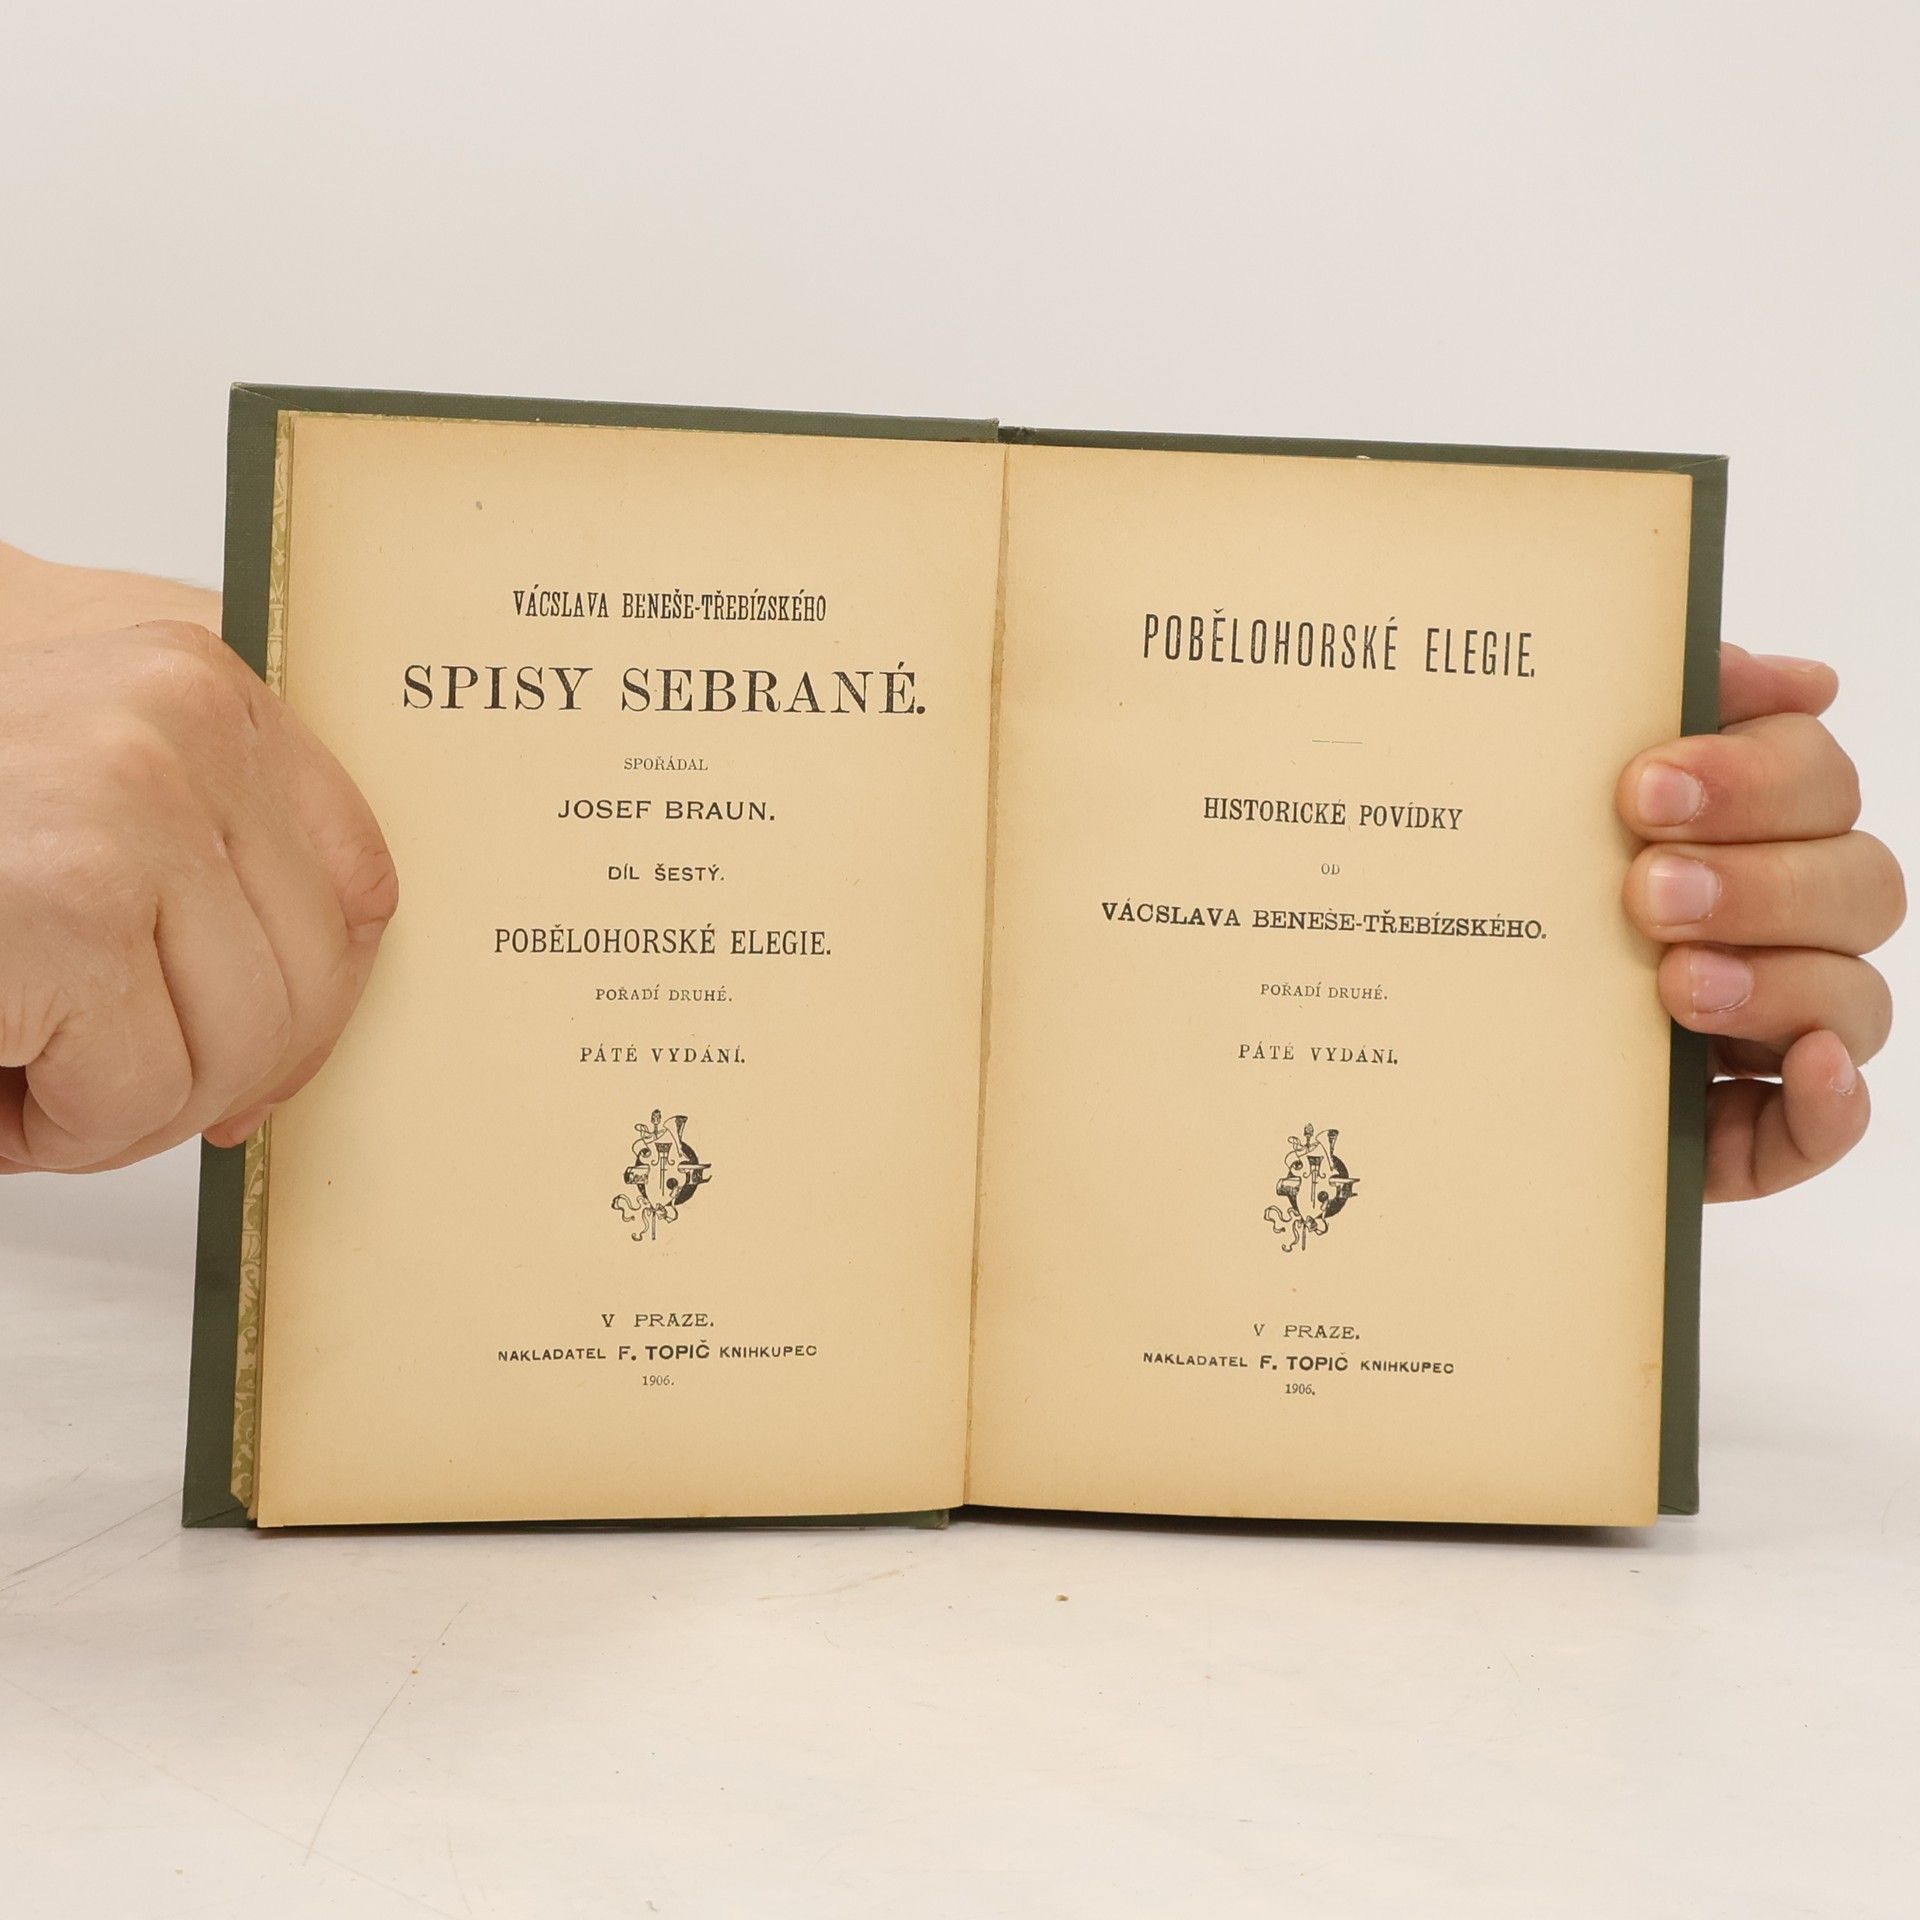 VÁCSLAVA BENEŠE-TŘEBÍZSKÉHO
SPISY SEBRANÉ.
SPOŘÁDAL
JOSEF BRAUN.
DÍL ŠESTÝ.
POBĚLOHORSKÉ ELEGIE.
POŘADÍ DRUHÉ.
PÁTÉ VYDÁNÍ.
V PRAZE.
NAKLADATEL F. TOPIČ KNIHKUPEC
1906.
POBĚLOHORSKÉ ELEGIE.
HISTORICKÉ POVÍDKY
OD
VÁCSLAVA BENEŠE-TŘEBÍZSKÉHO.
POŘADÍ DRUHÉ.
PÁTÉ VYDÁNÍ.
V PRAZE.
NAKLADATEL F. TOPIČ KNIHKUPEC
1906.